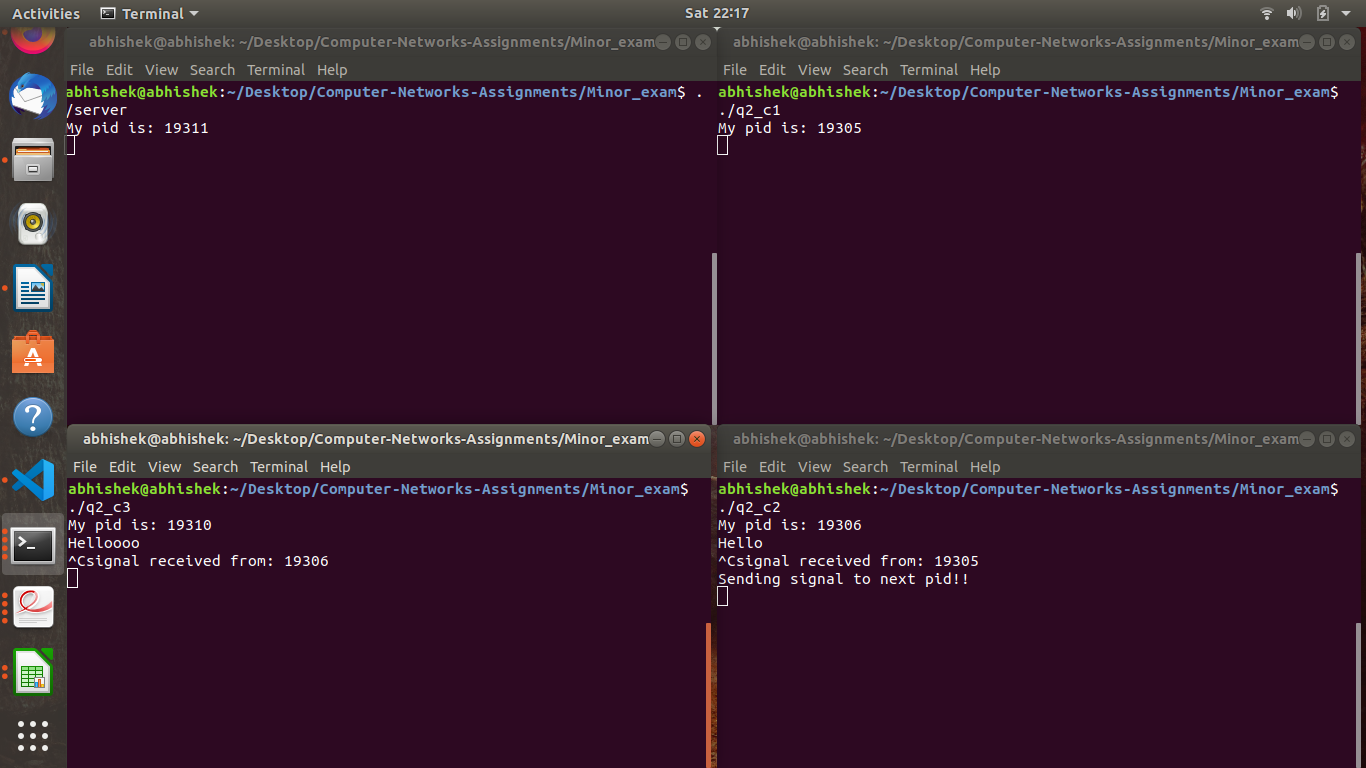 Activities Terminal Sat 22:17
abhishek@abhishek: ~/Desktop/Computer-Networks-Assignments/Minor_exam
File Edit View Search Terminal Help
abhishek@abhishek:~/Desktop/Computer-Networks-Assignments/Minor_exam$ .
/server
My pid is: 19311
abhishek@abhishek: ~/Desktop/Computer-Networks-Assignments/Minor_exam
File Edit View Search Terminal Help
abhishek@abhishek:~/Desktop/Computer-Networks-Assignments/Minor_exam$
./q2_c1
My pid is: 19305
abhishek@abhishek: ~/Desktop/Computer-Networks-Assignments/Minor_exam
File Edit View Search Terminal Help
abhishek@abhishek:~/Desktop/Computer-Networks-Assignments/Minor_exam$
./q2_c3
My pid is: 19310
Helloooo
^Csignal received from: 19306
abhishek@abhishek: ~/Desktop/Computer-Networks-Assignments/Minor_exam
File Edit View Search Terminal Help
abhishek@abhishek:~/Desktop/Computer-Networks-Assignments/Minor_exam$
./q2_c2
My pid is: 19306
Hello
^Csignal received from: 19305
Sending signal to next pid!!